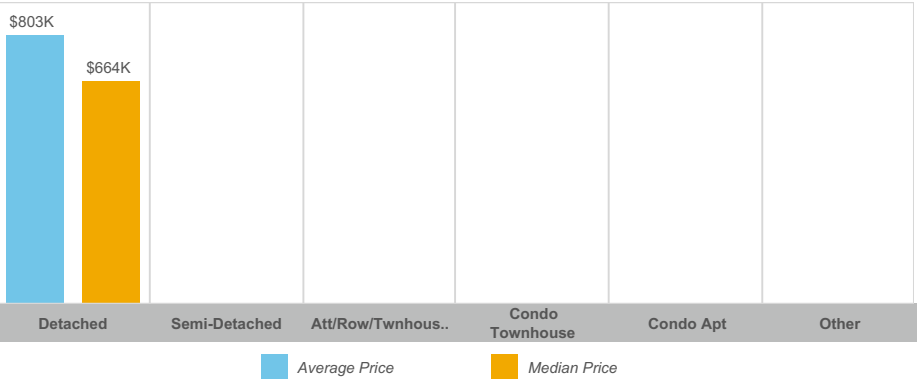 $803K
$664K
Detached
Semi-Detached
Att/Row/Twnhous..
Condo
Townhouse
Condo Apt
Other
Average Price
Median Price